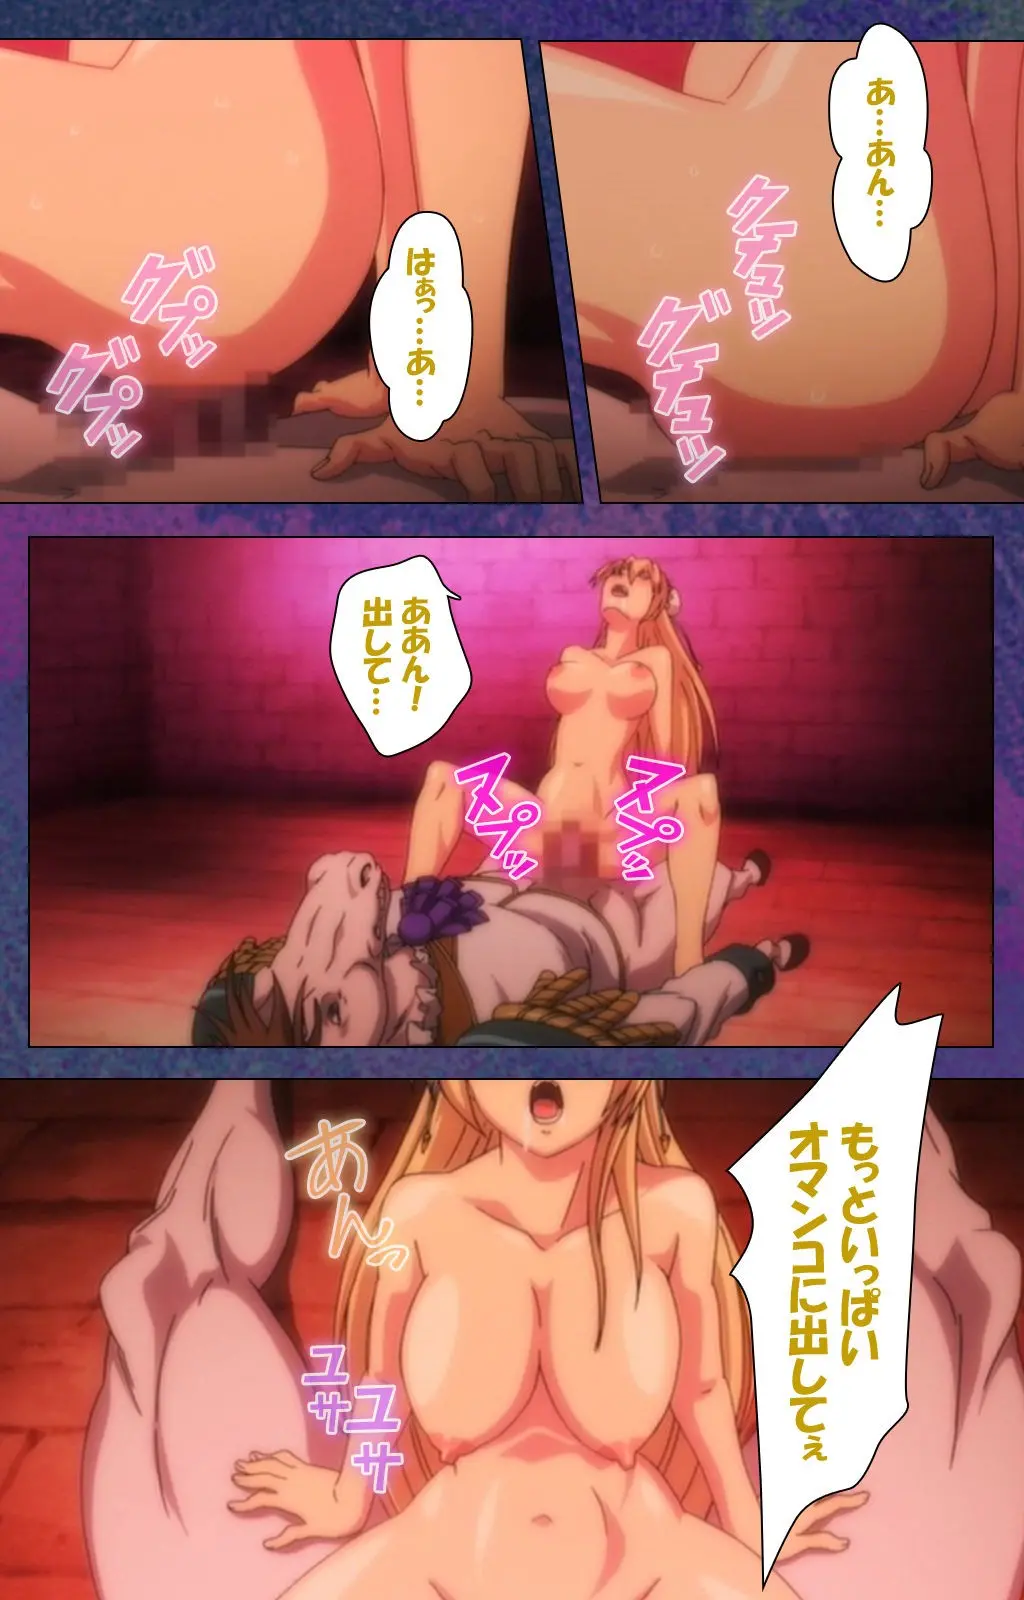 あ…あん…
クチュッ
グチュッ
はぁっ…あ…
グプッ
グプッ
ああん!
出して…
ヌプッ
ヌプッ
もっといっぱい
オマンコに出してぇ
あんっ
ユサ
ユサ